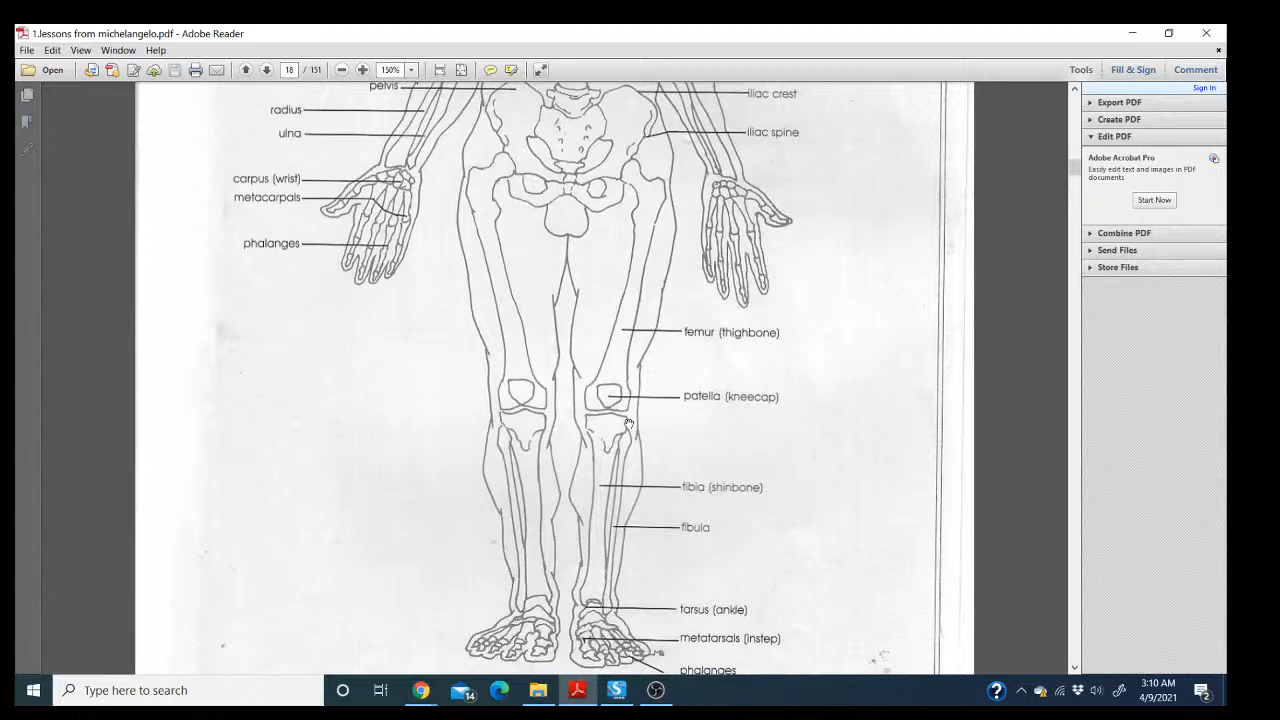 1.lessons from michelangelo.pdf - Adobe Reader
File Edit View Window Help
Open 18 / 151 150% Tools Fill & Sign Comment
Sign In
Export PDF
Create PDF
Edit PDF
Adobe Acrobat Pro
Easily edit text and images in PDF
documents
Start Now
Combine PDF
Send Files
Store Files
pelvis
radius
ulna
carpus (wrist)
metacarpals
phalanges
iliac crest
iliac spine
femur (thighbone)
patella (kneecap)
tibia (shinbone)
fibula
tarsus (ankle)
metatarsals (instep)
phalanges
Type here to search
14
3:10 AM
4/9/2021
2